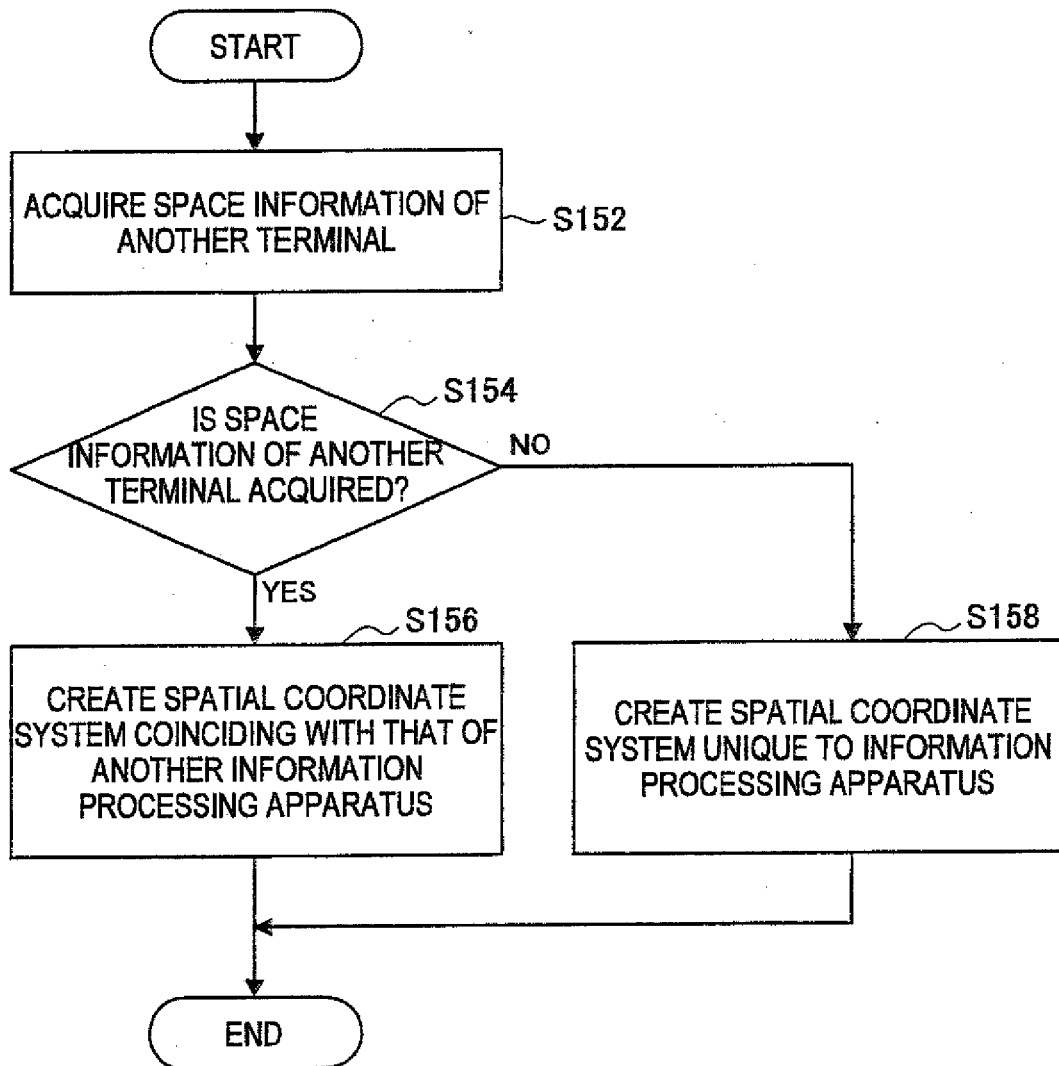 START
ACQUIRE SPACE INFORMATION OF
ANOTHER TERMINAL
S152
S154
IS SPACE
INFORMATION OF ANOTHER
TERMINAL ACQUIRED?
NO
YES
S156
CREATE SPATIAL COORDINATE
SYSTEM COINCIDING WITH THAT OF
ANOTHER INFORMATION
PROCESSING APPARATUS
S158
CREATE SPATIAL COORDINATE
SYSTEM UNIQUE TO INFORMATION
PROCESSING APPARATUS
END